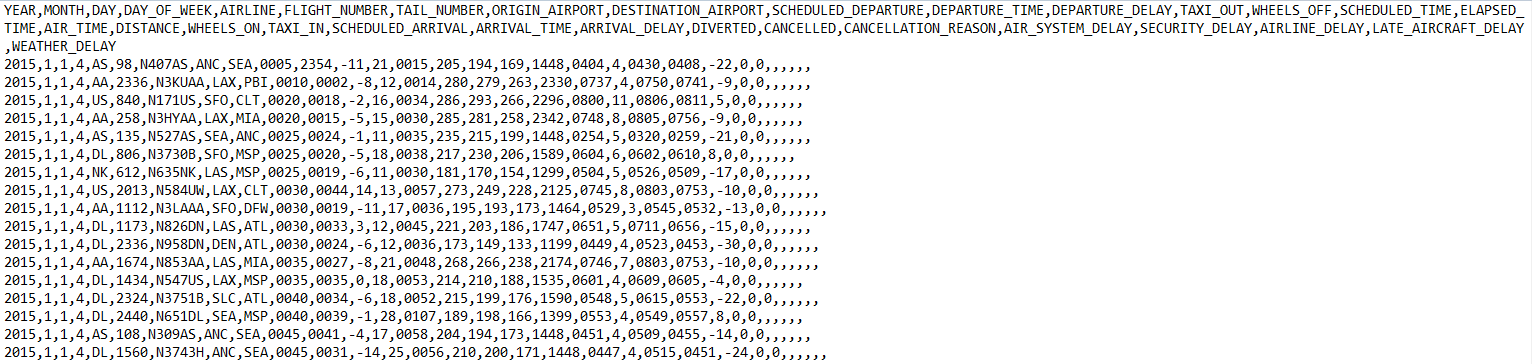 YEAR,MONTH,DAY,DAY_OF_WEEK,AIRLINE,FLIGHT_NUMBER,TAIL_NUMBER,ORIGIN_AIRPORT,DESTINATION_AIRPORT,SCHEDULED_DEPARTURE,DEPARTURE_TIME,DEPARTURE_DELAY,TAXI_OUT,WHEELS_OFF,SCHEDULED_TIME,ELAPSED_
TIME,AIR_TIME,DISTANCE,WHEELS_ON,TAXI_IN,SCHEDULED_ARRIVAL,ARRIVAL_TIME,ARRIVAL_DELAY,DIVERTED,CANCELLED,CANCELLATION_REASON,AIR_SYSTEM_DELAY,SECURITY_DELAY,AIRLINE_DELAY,LATE_AIRCRAFT_DELAY
,WEATHER_DELAY
2015,1,1,4,AS,98,N407AS,ANC,SEA,0005,2354,-11,21,0015,205,194,169,1448,0404,4,0430,0408,-22,0,0,,,,,,
2015,1,1,4,AA,2336,N3KUAA,LAX,PBI,0010,0002,-8,12,0014,280,279,263,2330,0737,4,0750,0741,-9,0,0,,,,,,
2015,1,1,4,US,840,N171US,SFO,CLT,0020,0018,-2,16,0034,286,293,266,2296,0800,11,0806,0811,5,0,0,,,,,,
2015,1,1,4,AA,258,N3HYAA,LAX,MIA,0020,0015,-5,15,0030,285,281,258,2342,0748,8,0805,0756,-9,0,0,,,,,,
2015,1,1,4,AS,135,N527AS,SEA,ANC,0025,0024,-1,11,0035,235,215,199,1448,0254,5,0320,0259,-21,0,0,,,,,,
2015,1,1,4,DL,806,N3730B,SFO,MSP,0025,0020,-5,18,0038,217,230,206,1589,0604,6,0602,0610,8,0,0,,,,,,
2015,1,1,4,NK,612,N635NK,LAS,MSP,0025,0019,-6,11,0030,181,170,154,1299,0504,5,0526,0509,-17,0,0,,,,,,
2015,1,1,4,US,2013,N584UW,LAX,CLT,0030,0044,14,13,0057,273,249,228,2125,0745,8,0803,0753,-10,0,0,,,,,,
2015,1,1,4,AA,1112,N3LAAA,SFO,DFW,0030,0019,-11,17,0036,195,193,173,1464,0529,3,0545,0532,-13,0,0,,,,,,
2015,1,1,4,DL,1173,N826DN,LAS,ATL,0030,0033,3,12,0045,221,203,186,1747,0651,5,0711,0656,-15,0,0,,,,,,
2015,1,1,4,DL,2336,N958DN,DEN,ATL,0030,0024,-6,12,0036,173,149,133,1199,0449,4,0523,0453,-30,0,0,,,,,,
2015,1,1,4,AA,1674,N853AA,LAS,MIA,0035,0027,-8,21,0048,268,266,238,2174,0746,7,0803,0753,-10,0,0,,,,,,
2015,1,1,4,DL,1434,N547US,LAX,MSP,0035,0035,0,18,0053,214,210,188,1535,0601,4,0609,0605,-4,0,0,,,,,,
2015,1,1,4,DL,2324,N3751B,SLC,ATL,0040,0034,-6,18,0052,215,199,176,1590,0548,5,0615,0553,-22,0,0,,,,,,
2015,1,1,4,DL,2440,N651DL,SEA,MSP,0040,0039,-1,28,0107,189,198,166,1399,0553,4,0549,0557,8,0,0,,,,,,
2015,1,1,4,AS,108,N309AS,ANC,SEA,0045,0041,-4,17,0058,204,194,173,1448,0451,4,0509,0455,-14,0,0,,,,,,
2015,1,1,4,DL,1560,N3743H,ANC,SEA,0045,0031,-14,25,0056,210,200,171,1448,0447,4,0515,0451,-24,0,0,,,,,,